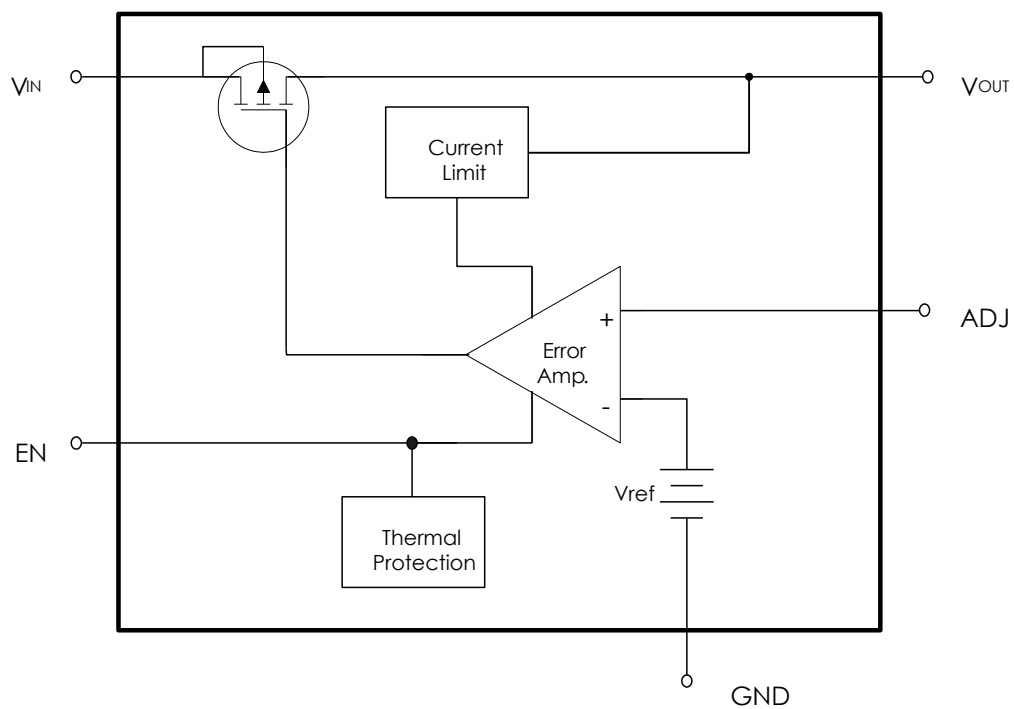 VIN
VOUT
Current
Limit
+
ADJ
Error
Amp.
-
EN
Vref
Thermal
Protection
GND